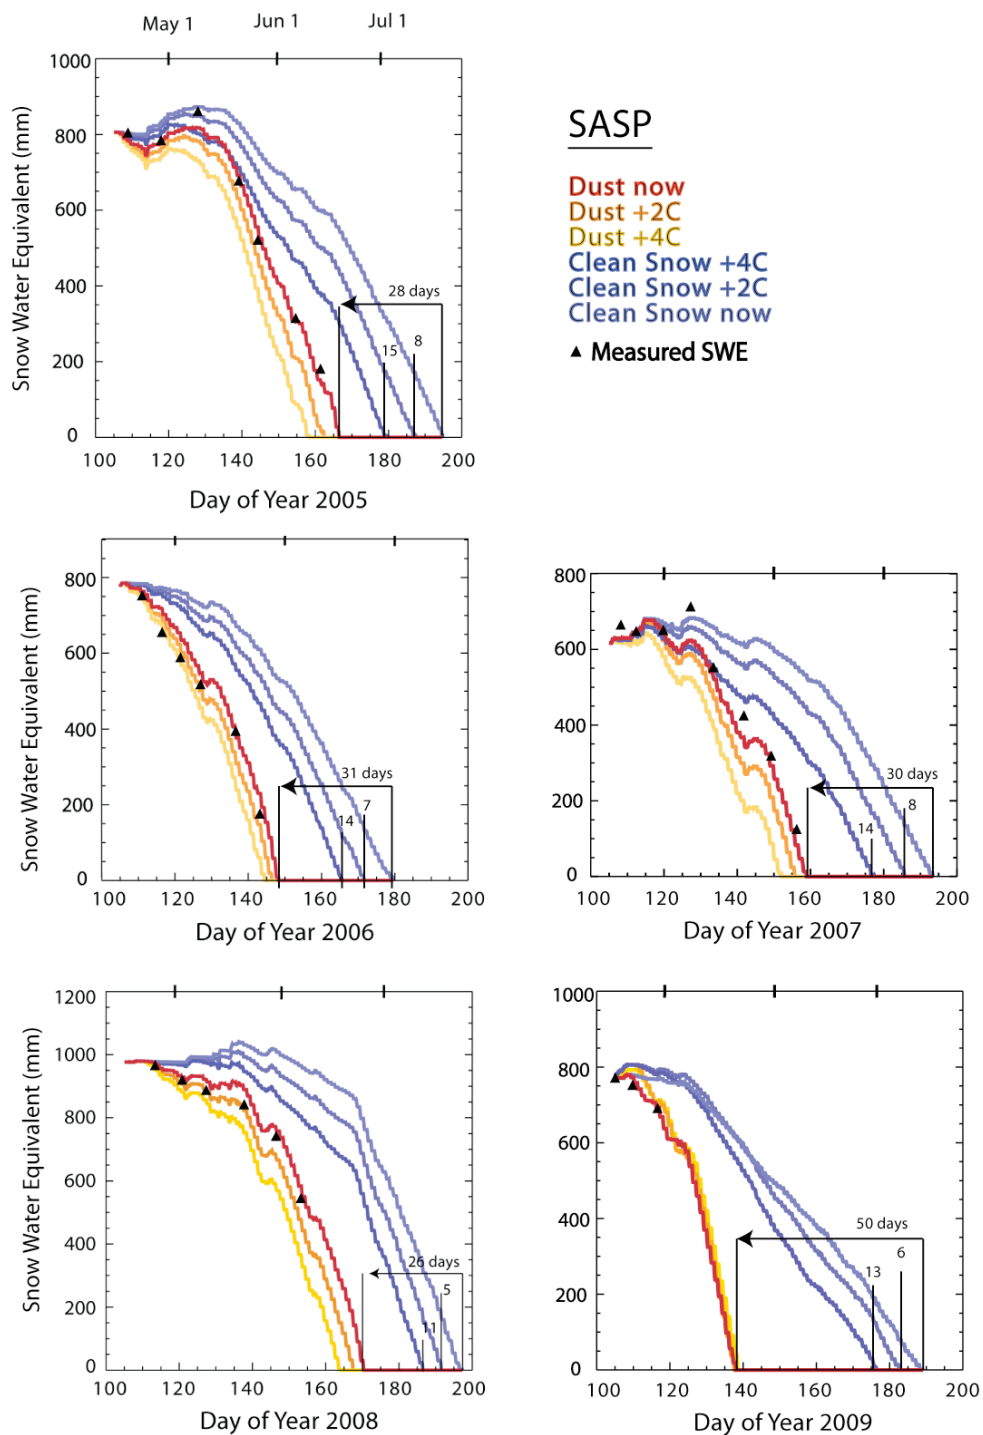 May 1
Jun 1
Jul 1
1000
800
600
400
200
0
Snow Water Equivalent (mm)
28 days
15
8
100 120 140 160 180 200
Day of Year 2005
SASP
Dust now
Dust +2C
Dust +4C
Clean Snow +4C
Clean Snow +2C
Clean Snow now
▲ Measured SWE
800
600
400
200
0
Snow Water Equivalent (mm)
31 days
14
7
100 120 140 160 180 200
Day of Year 2006
800
600
400
200
0
30 days
14
8
100 120 140 160 180 200
Day of Year 2007
1200
1000
800
600
400
200
0
Snow Water Equivalent (mm)
26 days
11
5
100 120 140 160 180 200
Day of Year 2008
1000
800
600
400
200
0
50 days
13
6
100 120 140 160 180 200
Day of Year 2009